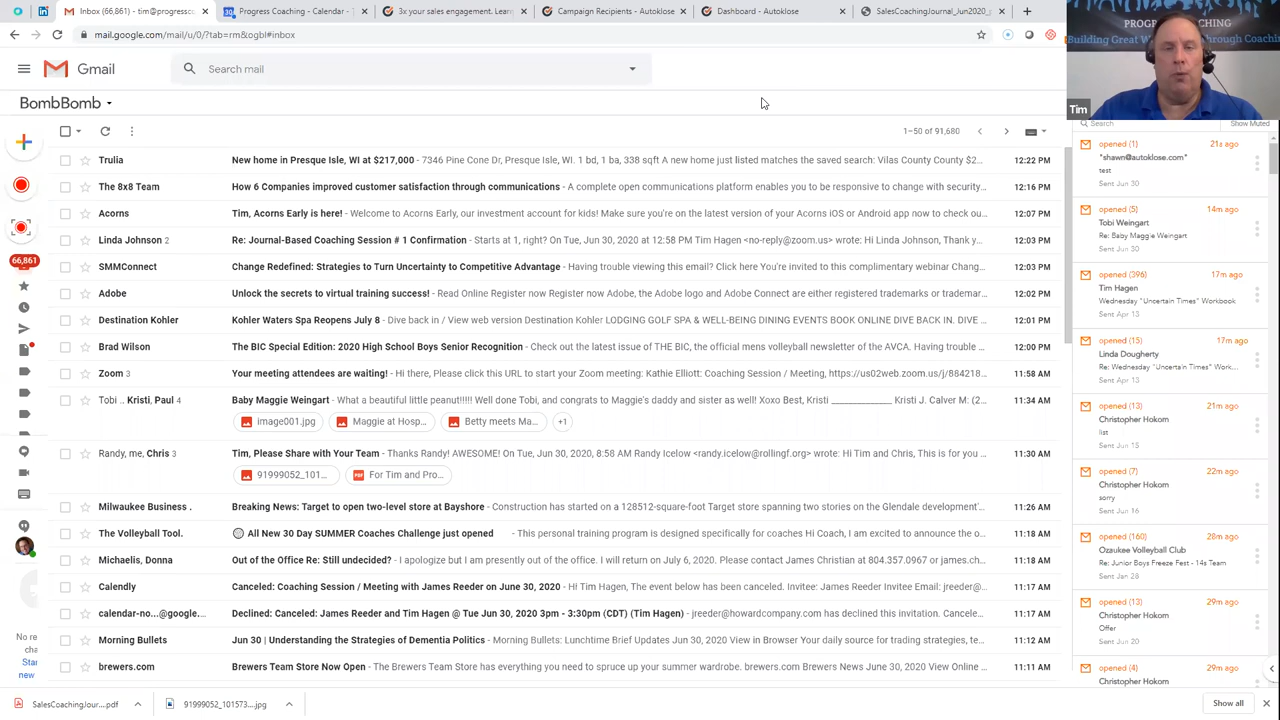 Inbox (66,861) - tim@progressco
Progress Coaching - Calendar - T
3x your sales engagement. Learn
Campaign Recipients - Autoklose
Dashboard - Autoklose
SalesCoachingJournal_Jun2020_
mail.google.com/mail/u/0/?tab=rm&ogbl#inbox
Gmail
Search mail
BombBomb
1–50 of 91,680
Trulia New home in Presque Isle, WI at $217,000 - 7240 Pine Cone Dr, Presque Isle, WI. 1 bd, 1 ba, 338 sqft A new home just listed matches the saved search: Vilas County County $2... 12:22 PM
The 8x8 Team How 6 Companies improved customer satisfaction through communications - A complete open communications platform enables you to be responsive to change with security... 12:16 PM
Acorns Tim, Acorns Early is here! - Welcome to Acorns Early, our investment account for kids! Make sure you're on the latest version of your Acorns iOS or Android app now to check ou... 12:07 PM
Linda Johnson 2 Re: Journal-Based Coaching Session #1 Confirmation - Starts at 1, right? On Tue, Jun 30, 2020 at 12:58 PM Tim Hagen <no-reply@zoom.us> wrote: Hi Linda Johnson, Thank y... 12:03 PM
SMMConnect Change Redefined: Strategies to Turn Uncertainty to Competitive Advantage - Having trouble viewing this email? Click here You're invited to this complimentary webinar Chang... 12:03 PM
Adobe Unlock the secrets to virtual training success! - Read Online Register now Register now Adobe, the Adobe logo and Adobe Connect are either registered trademarks or trademar... 12:02 PM
Destination Kohler Kohler Waters Spa Reopens July 8 - DESTINATION KOHLER LODGING GOLF SPA & WELL-BEING DINING EVENTS BOOK ONLINE DIVE BACK IN. DIVE ... 12:01 PM
Brad Wilson The BIC Special Edition: 2020 High School Boys Senior Recognition - Check out the latest issue of THE BIC, the official mens volleyball newsletter of the AVCA. Having trouble ... 12:00 PM
Zoom 3 Your meeting attendees are waiting! - Hi there, Please click this URL to start your Zoom meeting: Kathie Elliott: Coaching Session / Meeting, https://us02web.zoom.us/j/884218... 11:58 AM
Tobi .. Kristi, Paul 4 Baby Maggie Weingart - What a beautiful little peanut!!!!! Well done Tobi, and congrats to Maggie's daddy and sister as well! Xoxo Best, Kristi __________ Kristi J. Calver M: (2... 11:34 AM
image001.jpg Maggie at Chip... Betty meets Ma... +1
Randy, me, Chris 3 Tim, Please Share with Your Team - Thanks!! AWESOME! On Tue, Jun 30, 2020, 8:58 AM Randy Icelow <randy.icelow@rollingf.org> wrote: Hi Tim and Chris, This is for you ... 11:30 AM
91999052_101... For Tim and Pro...
Milwaukee Business . Breaking News: Target to open two-level store at Bayshore - Construction has started on a 128512-square-foot Target store spanning two stories on the Glendale development'... 11:26 AM
The Volleyball Tool. All New 30 Day SUMMER Coaches Challenge just dropped - This personal training program is designed specifically for coaches Hi Coach, I am excited to announce the o... 11:18 AM
Michaelis, Donna Out of the Office Re: Still undecided? - I apologize I am presently out of the office. I will return on July 6, 2020. Please contact James Christian at 414.357.0967 or james.ch... 11:18 AM
Calendly Canceled: Coaching Session / Meeting with James Reeder on June 30, 2020 - Hi Tim Hagen, The event below has been canceled. Invitee: James Reeder Invitee Email: jreeder@... 11:17 AM
calendar-no...@google. Declined: Canceled: James Reeder and Tim Hagen @ Tue Jun 30, 2020 2:30pm - 3:30pm (CDT) (Tim Hagen) - jreeder@howardcompany.com has declined this invitation. Canceled: ... 11:17 AM
Morning Bullets Jun 30 | Understanding the Strategies of Dementia Politics - Morning Bullets: Lunchtime Brief Updates Jun 30, 2020 View in Browser Your daily source for trading strategies, te... 11:12 AM
brewers.com Brewers Team Store Now Open - The Brewers Team Store has everything you need to spruce up your summer wardrobe. brewers.com Brewers News June 30, 2020 View Online ... 11:11 AM
66,861
No re
cha
Star
PROGRESS COACHING
Building Great Workplaces Through Coaching
Tim
Search
Show Muted
opened (1) 21s ago
"shawn@autoklose.com"
test
Sent Jun 30
opened (5) 14m ago
Tobi Weingart
Re: Baby Maggie Weingart
Sent Jun 30
opened (396) 17m ago
Tim Hagen
Wednesday "Uncertain Times" Workbook
Sent Apr 13
opened (15) 17m ago
Linda Dougherty
Re: Wednesday "Uncertain Times" Work...
Sent Apr 13
opened (13) 21m ago
Christopher Hokom
list
Sent Jun 15
opened (7) 22m ago
Christopher Hokom
sorry
Sent Jun 16
opened (160) 28m ago
Ozaukee Volleyball Club
Re: Junior Boys Freeze Fest - 14s Team
Sent Jan 28
opened (13) 29m ago
Christopher Hokom
Offer
Sent Jun 20
opened (4) 29m ago
Christopher Hokom
SalesCoachingJour....pdf
91999052_101573....jpg
Show all